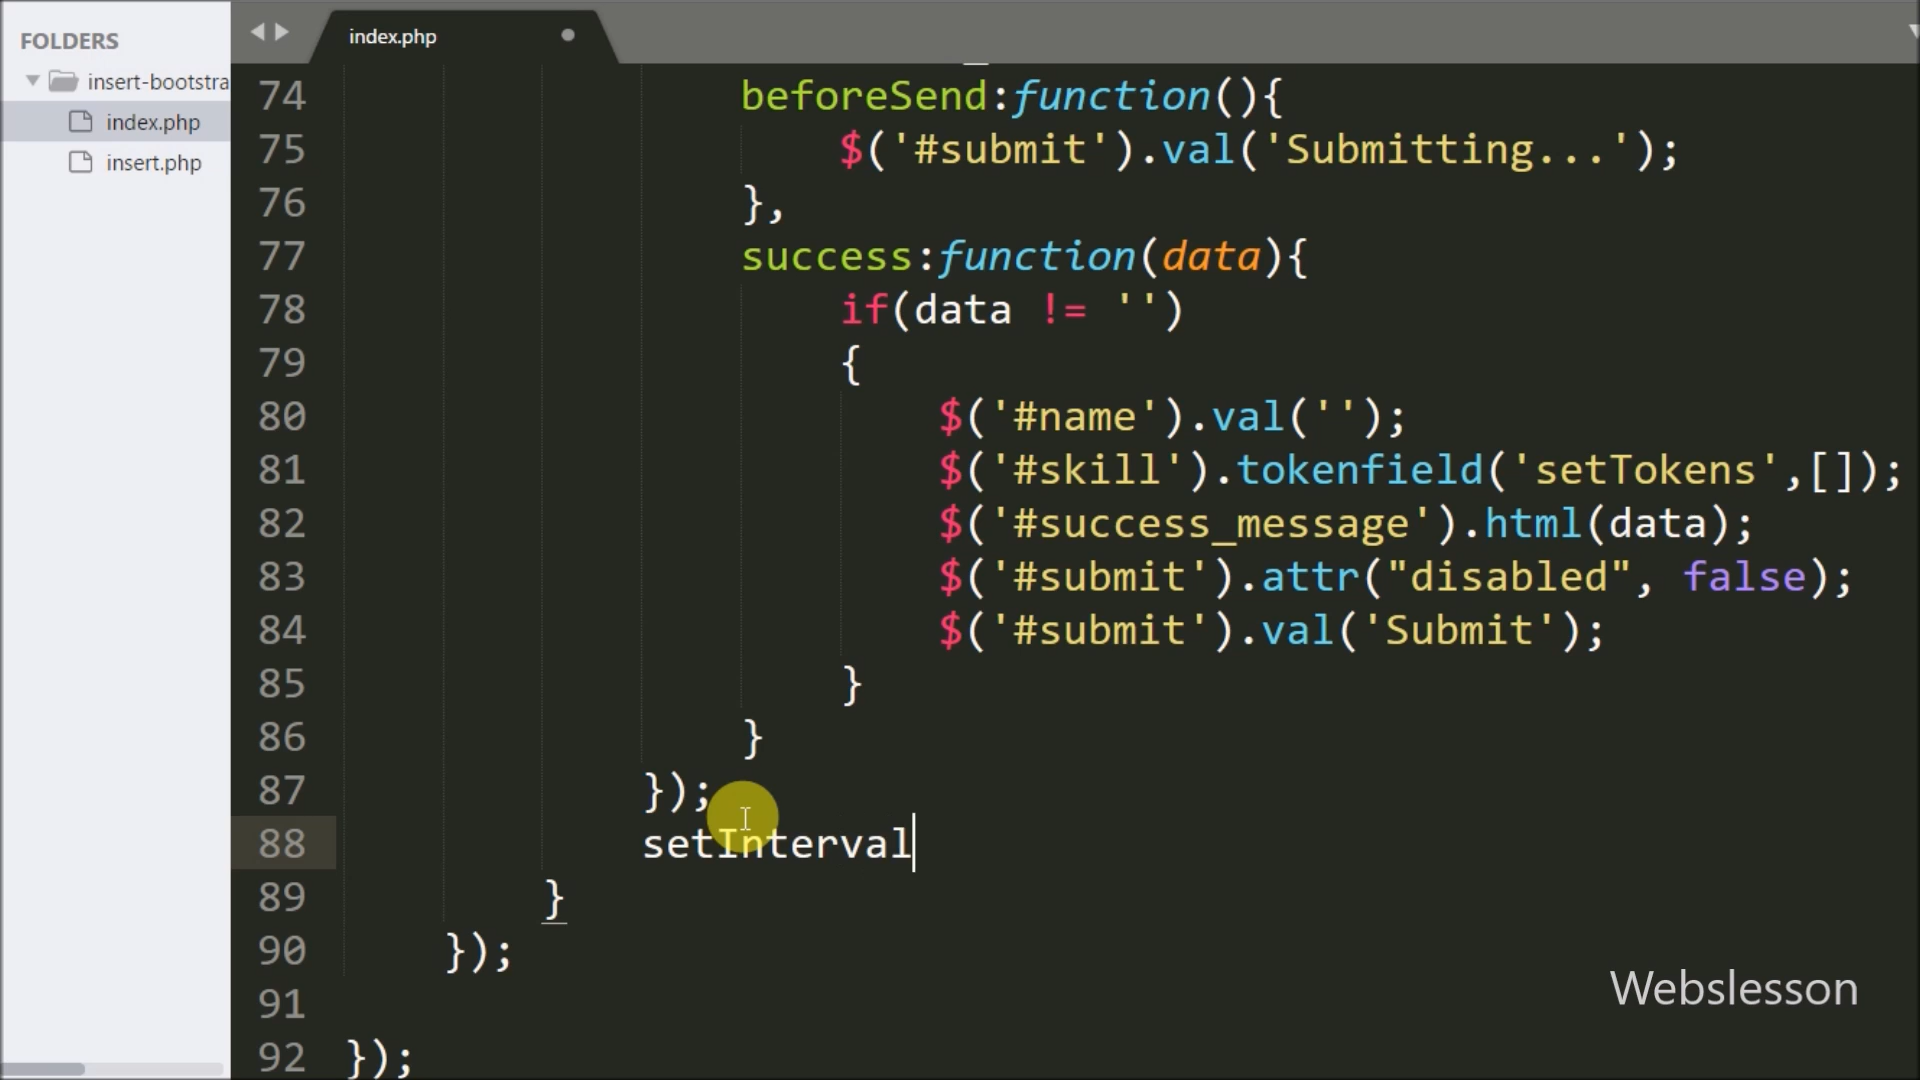 FOLDERS
insert-bootstra
index.php
insert.php
index.php
74 beforeSend:function(){
75 $('#submit').val('Submitting...');
76 },
77 success:function(data){
78 if(data != '')
79 {
80 $('#name').val('');
81 $('#skill').tokenfield('setTokens',[]);
82 $('#success_message').html(data);
83 $('#submit').attr("disabled", false);
84 $('#submit').val('Submit');
85 }
86 }
87 });
88 setInterval
89 }
90 });
91
92 });
Webslesson